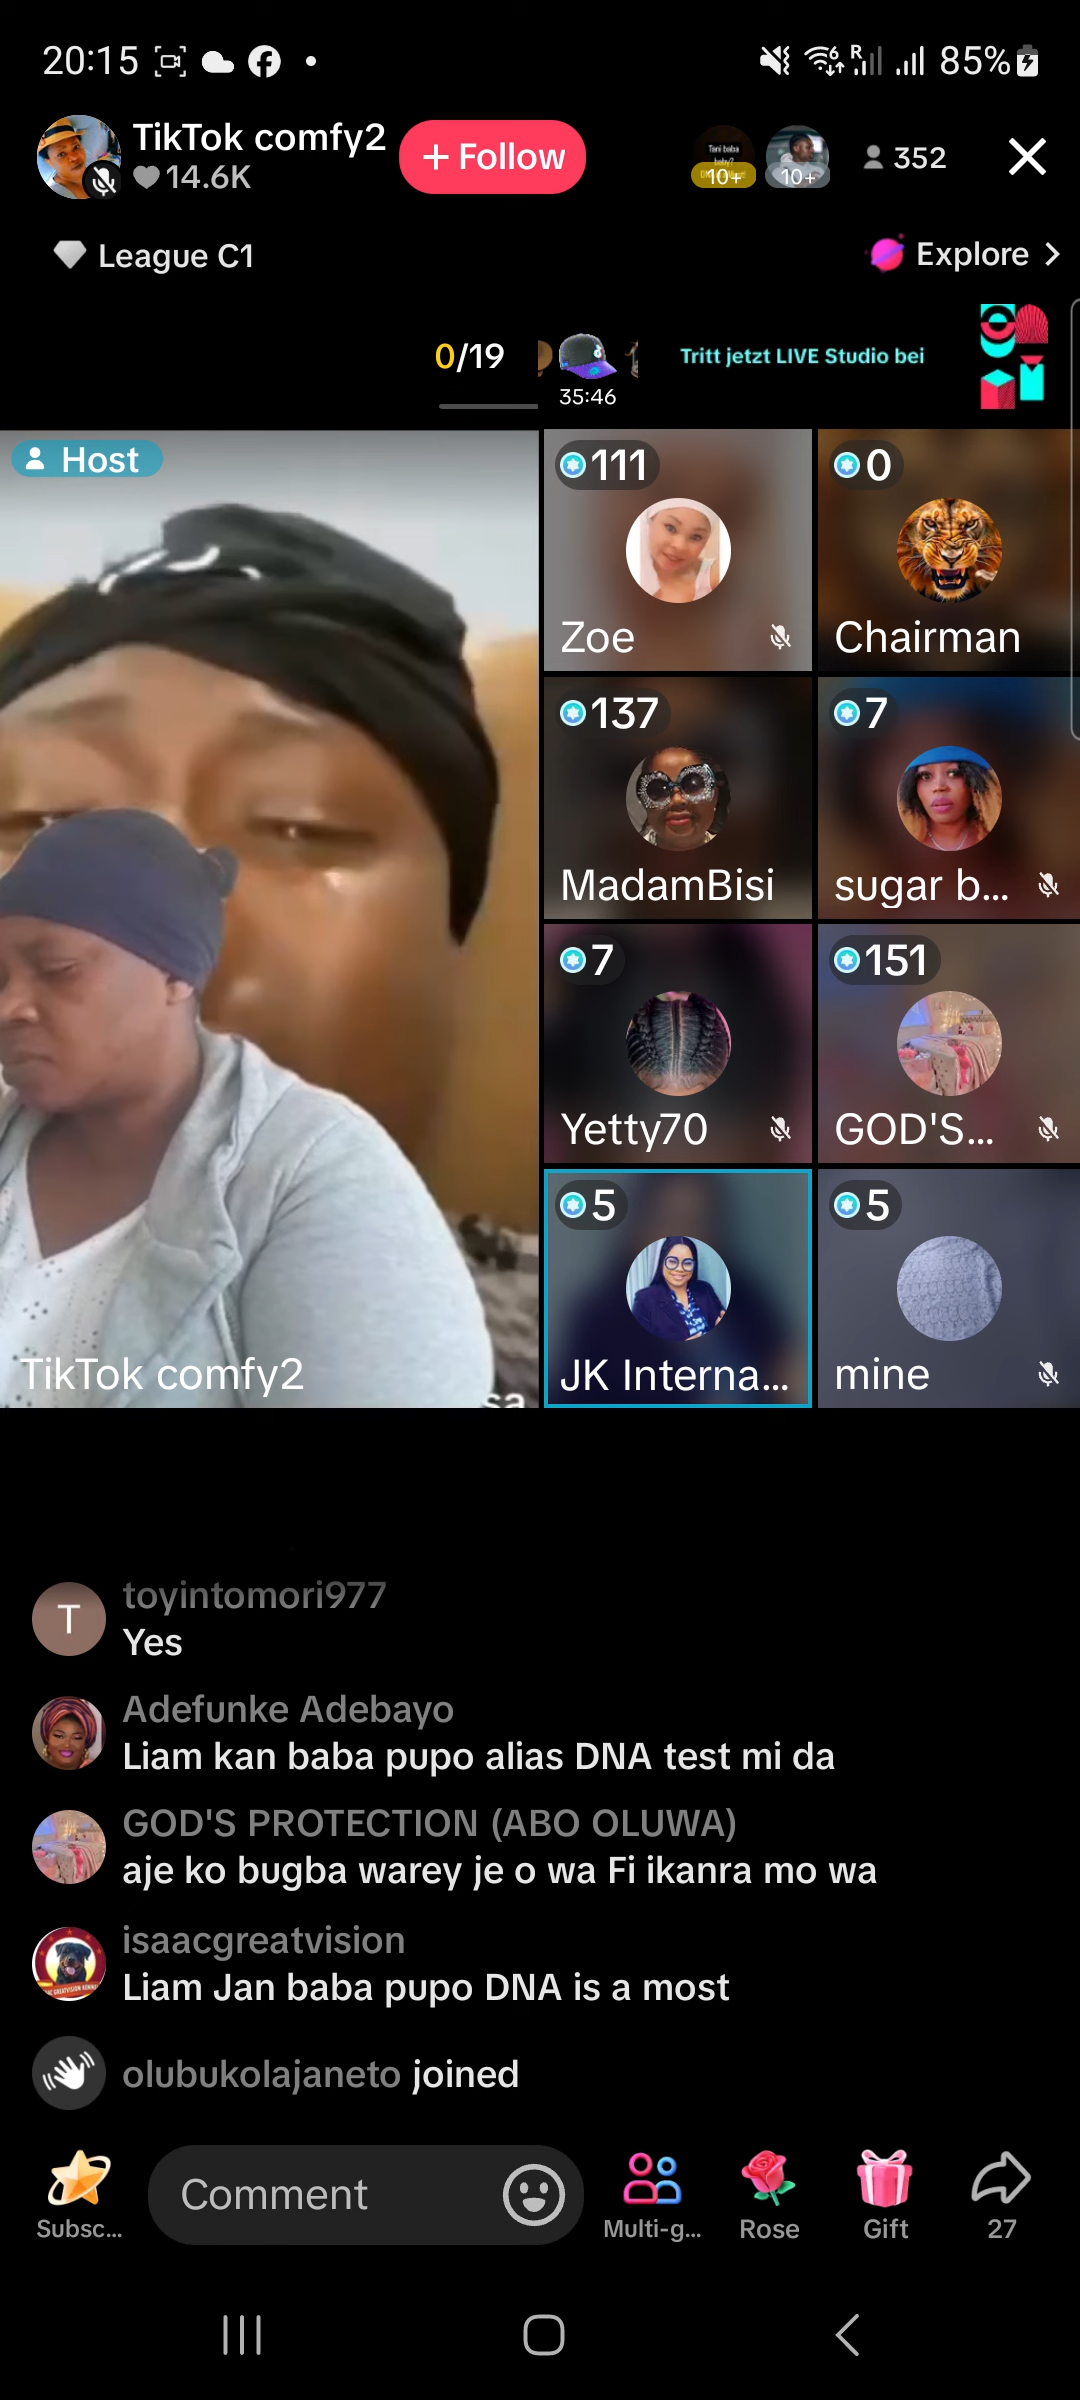 20:15
R
85%
TikTok comfy2
14.6K
+ Follow
Tani baba
baby?
10+
10+
352
League C1
Explore
0/19
35:46
Tritt jetzt LIVE Studio bei
Host
111
Zoe
0
Chairman
137
MadamBisi
7
sugar b...
7
Yetty70
151
GOD'S...
5
JK Interna...
5
mine
TikTok comfy2
sa
T
toyintomori977
Yes
Adefunke Adebayo
Liam kan baba pupo alias DNA test mi da
GOD'S PROTECTION (ABO OLUWA)
aje ko bugba warey je o wa Fi ikanra mo wa
isaacgreatvision
Liam Jan baba pupo DNA is a most
olubukolajaneto joined
Subsc...
Comment
Multi-g...
Rose
Gift
27